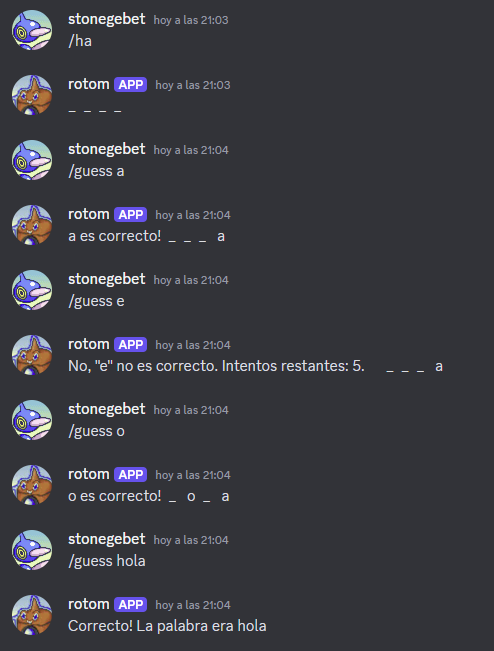 stonegebet hoy a las 21:03
/ha
rotom APP hoy a las 21:03
_ _ _ _
stonegebet hoy a las 21:04
/guess a
rotom APP hoy a las 21:04
a es correcto! _ _ _ a
stonegebet hoy a las 21:04
/guess e
rotom APP hoy a las 21:04
No, "e" no es correcto. Intentos restantes: 5. _ _ _ a
stonegebet hoy a las 21:04
/guess o
rotom APP hoy a las 21:04
o es correcto! _ o _ a
stonegebet hoy a las 21:04
/guess hola
rotom APP hoy a las 21:04
Correcto! La palabra era hola